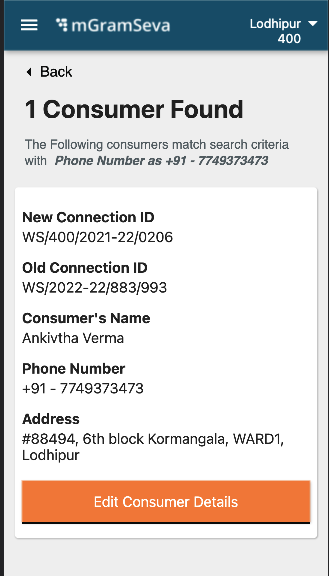 mGramSeva
Lodhipur
400
Back
1 Consumer Found
The Following consumers match search criteria
with Phone Number as +91 - 7749373473
New Connection ID
WS/400/2021-22/0206
Old Connection ID
WS/2022-22/883/993
Consumer's Name
Ankivtha Verma
Phone Number
+91 - 7749373473
Address
#88494, 6th block Kormangala, WARD1,
Lodhipur
Edit Consumer Details